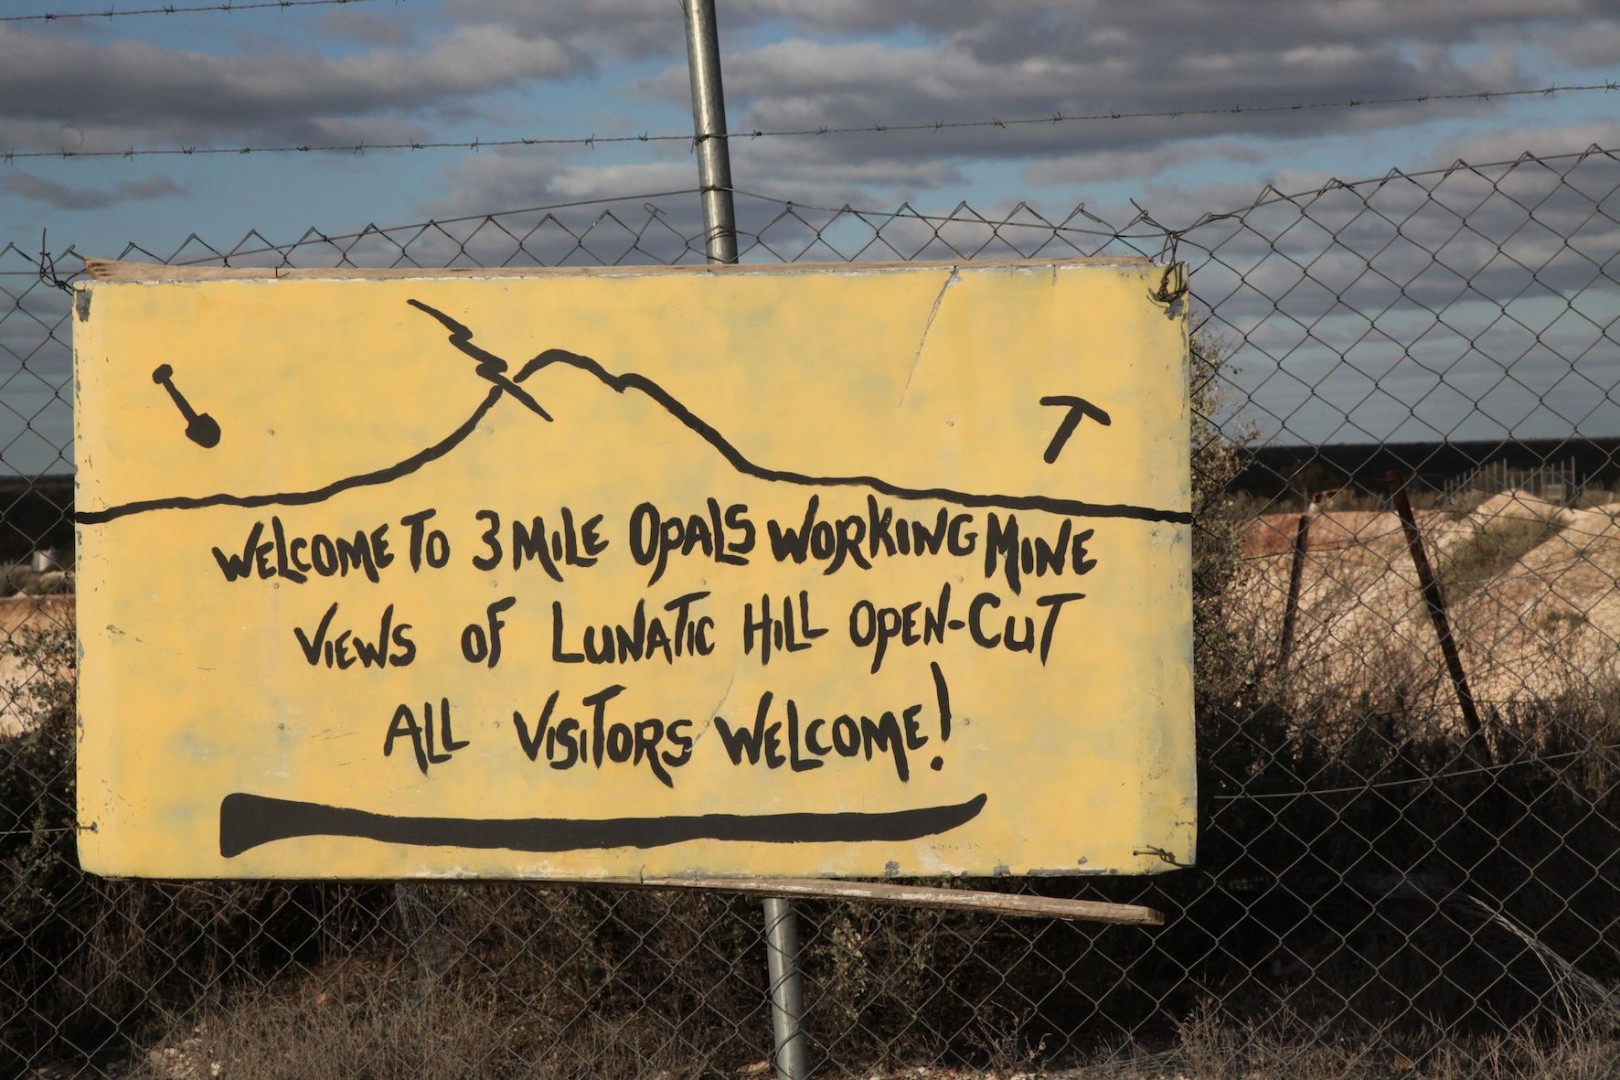 WELCOME TO 3 MILE OPALS WORKING MINE
VIEWS OF LUNATIC HILL OPEN-CUT
ALL VISITORS WELCOME!